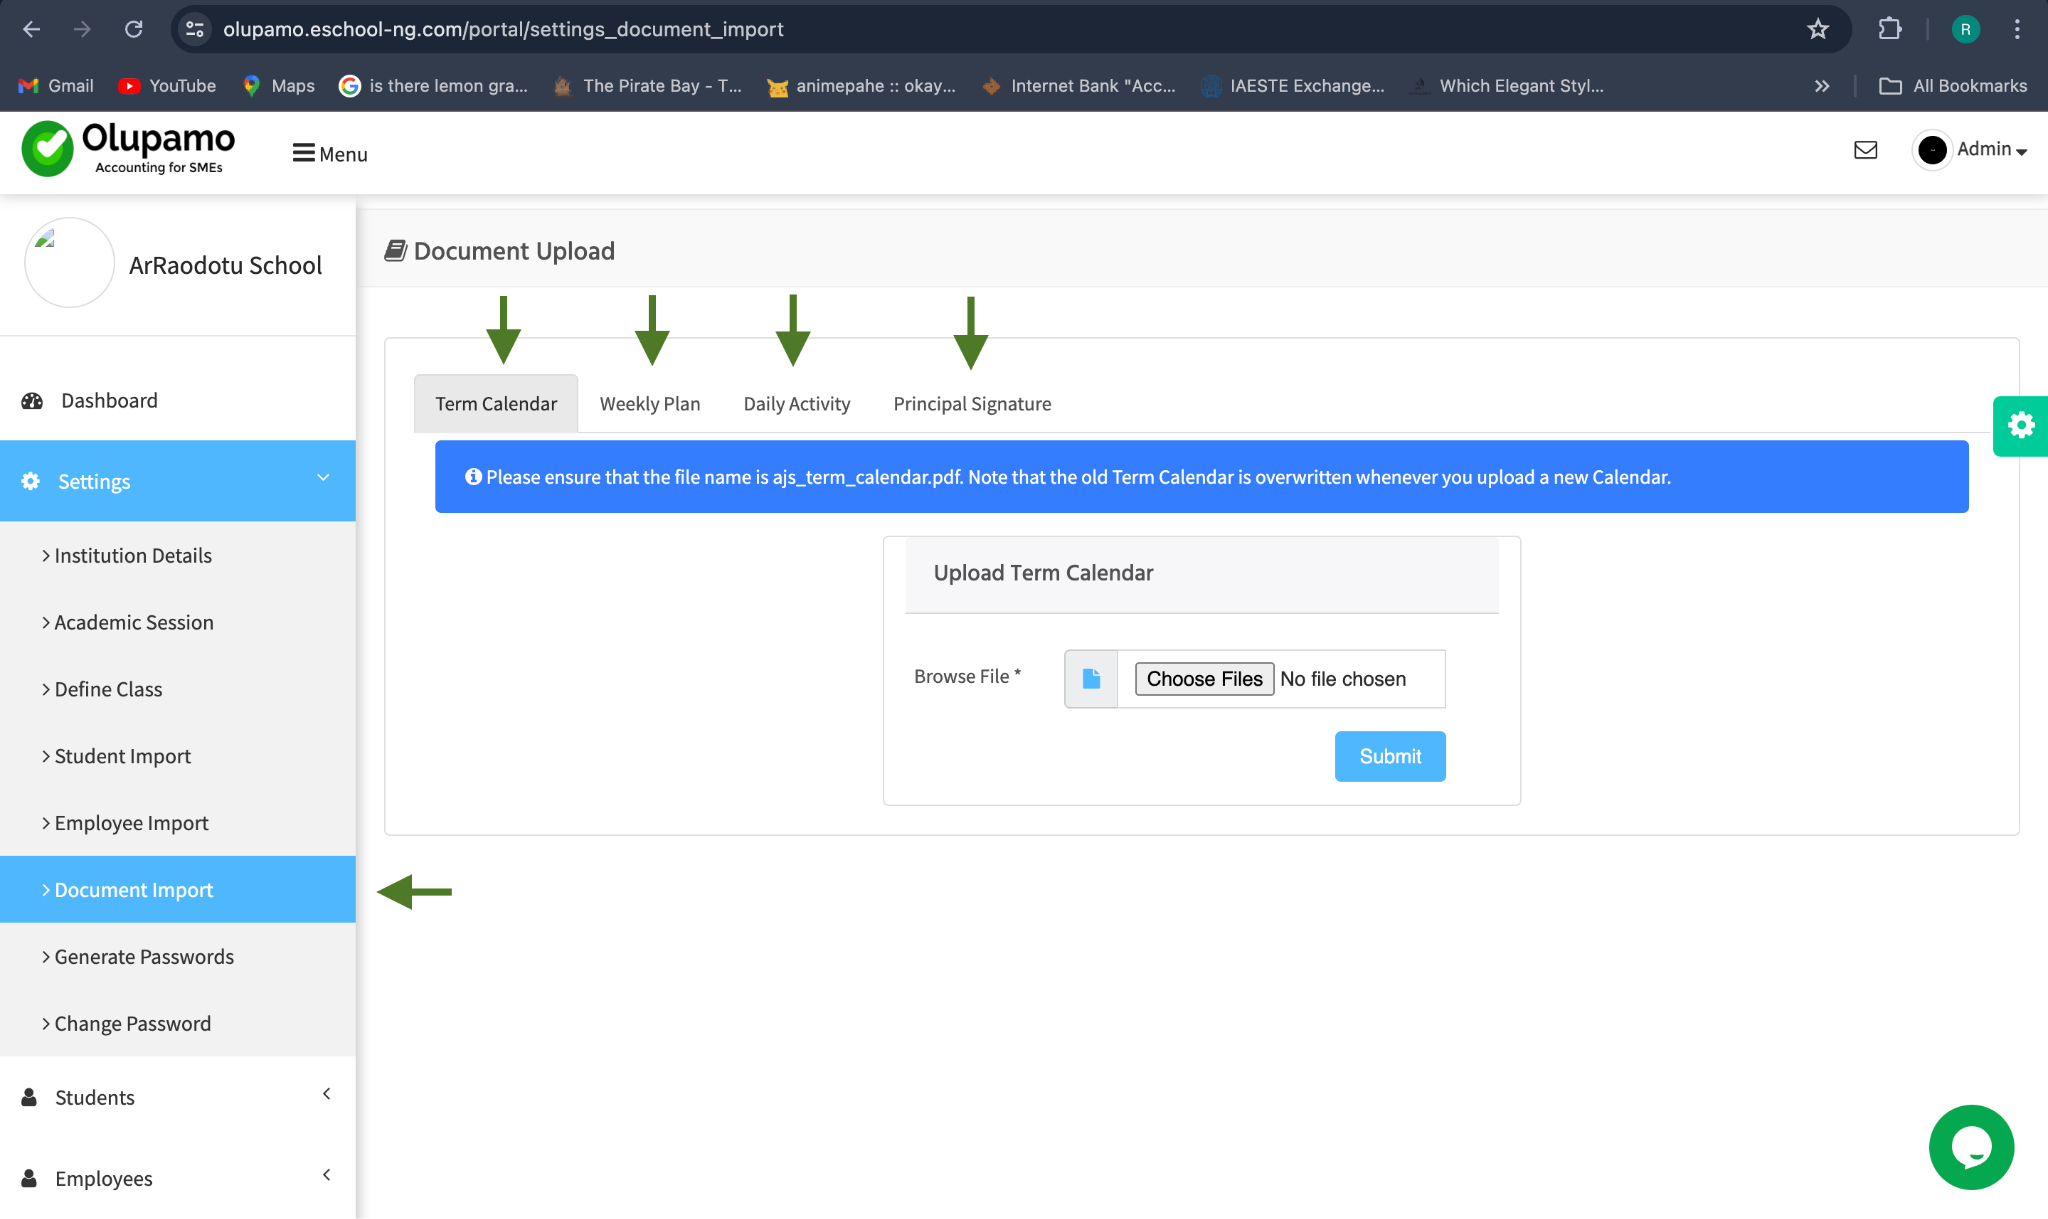 olupamo.eschool-ng.com/portal/settings_document_import
R
Gmail
YouTube
Maps
is there lemon gra...
The Pirate Bay - T...
animepahe :: okay...
Internet Bank "Acc...
IAESTE Exchange...
Which Elegant Styl...
All Bookmarks
Olupamo
Accounting for SMEs
Menu
Admin
ArRaodotu School
Document Upload
Dashboard
Settings
Institution Details
Academic Session
Define Class
Student Import
Employee Import
Document Import
Generate Passwords
Change Password
Students
Employees
Term Calendar Weekly Plan Daily Activity Principal Signature
Please ensure that the file name is ajs_term_calendar.pdf. Note that the old Term Calendar is overwritten whenever you upload a new Calendar.
Upload Term Calendar
Browse File *
Choose Files No file chosen
Submit